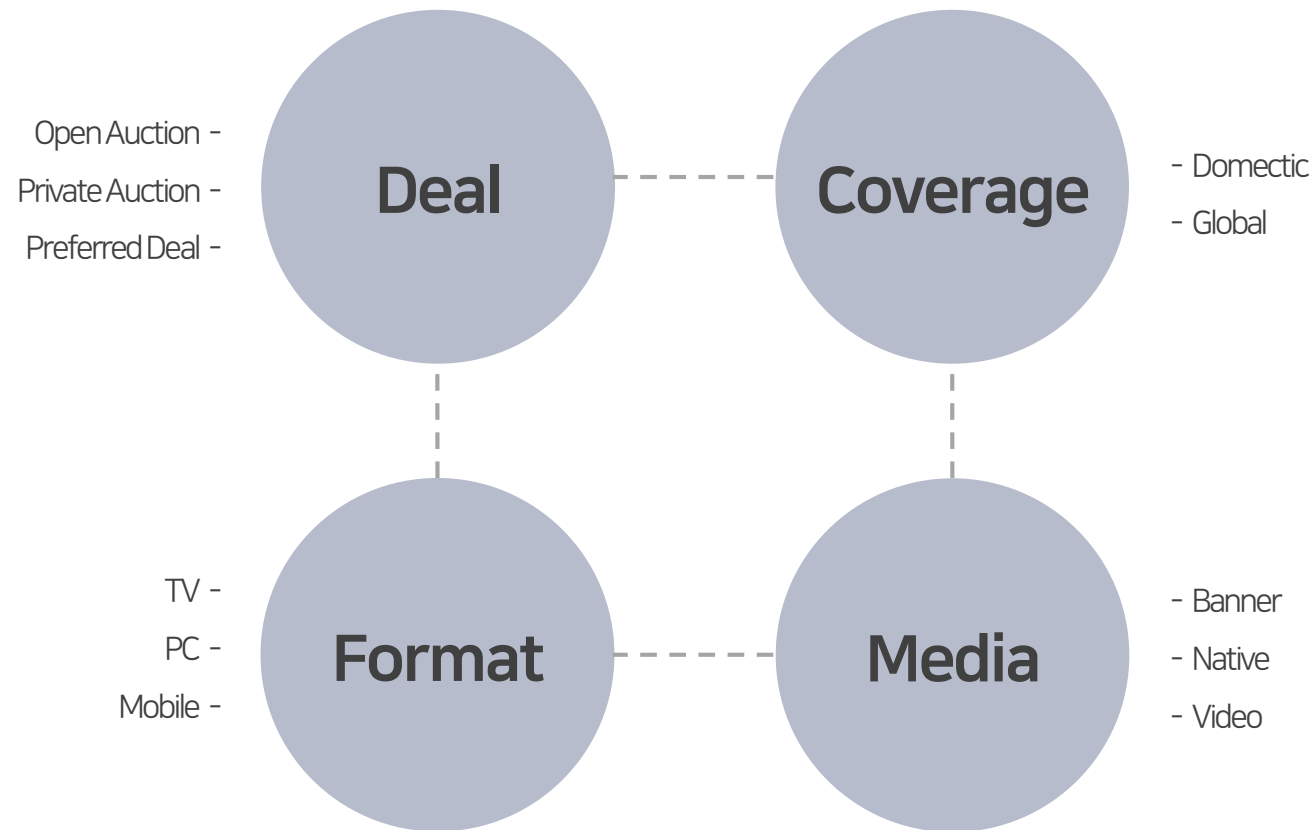 Open Auction -
Private Auction -
Preferred Deal -
Deal
Coverage
- Domectic
- Global
TV -
PC -
Mobile -
Format
Media
- Banner
- Native
- Video